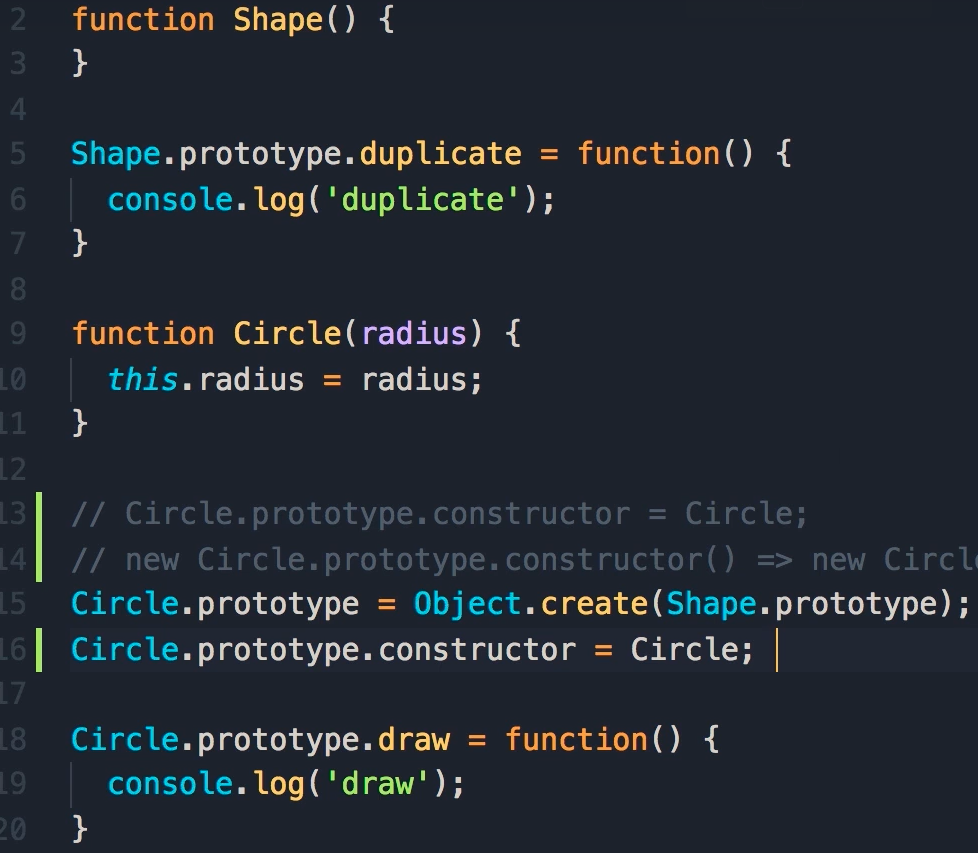 2 function Shape() {
3 }
4
5 Shape.prototype.duplicate = function() {
6 console.log('duplicate');
7 }
8
9 function Circle(radius) {
10 this.radius = radius;
11 }
12
13 // Circle.prototype.constructor = Circle;
14 // new Circle.prototype.constructor() => new Circle
15 Circle.prototype = Object.create(Shape.prototype);
16 Circle.prototype.constructor = Circle;
17
18 Circle.prototype.draw = function() {
19 console.log('draw');
20 }